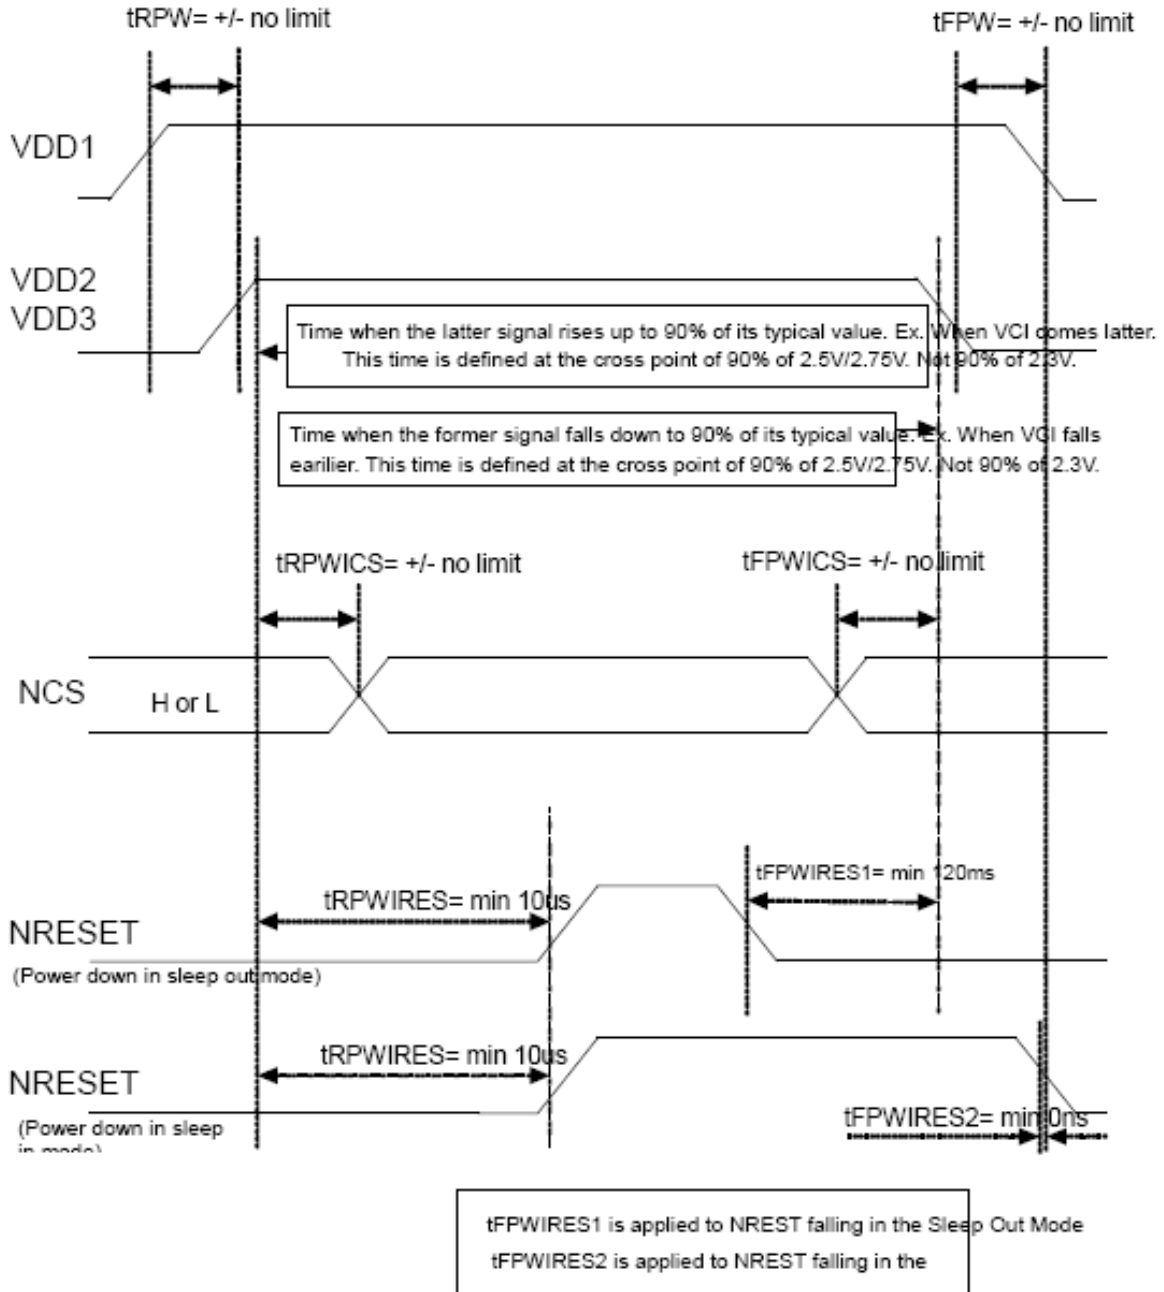 tRPW= +/- no limit
tFPW= +/- no limit
VDD1
VDD2
VDD3
Time when the latter signal rises up to 90% of its typical value. Ex. When VCI comes latter.
This time is defined at the cross point of 90% of 2.5V/2.75V. Not 90% of 2.3V.
Time when the former signal falls down to 90% of its typical value. Ex. When VCI falls
earilier. This time is defined at the cross point of 90% of 2.5V/2.75V. Not 90% of 2.3V.
tRPWICS= +/- no limit
tFPWICS= +/- no limit
NCS
H or L
tFPWIRES1= min 120ms
tRPWIRES= min 10us
NRESET
(Power down in sleep out mode)
tRPWIRES= min 10us
NRESET
(Power down in sleep
in mode)
tFPWIRES2= min 0ns
tFPWIRES1 is applied to NREST falling in the Sleep Out Mode
tFPWIRES2 is applied to NREST falling in the